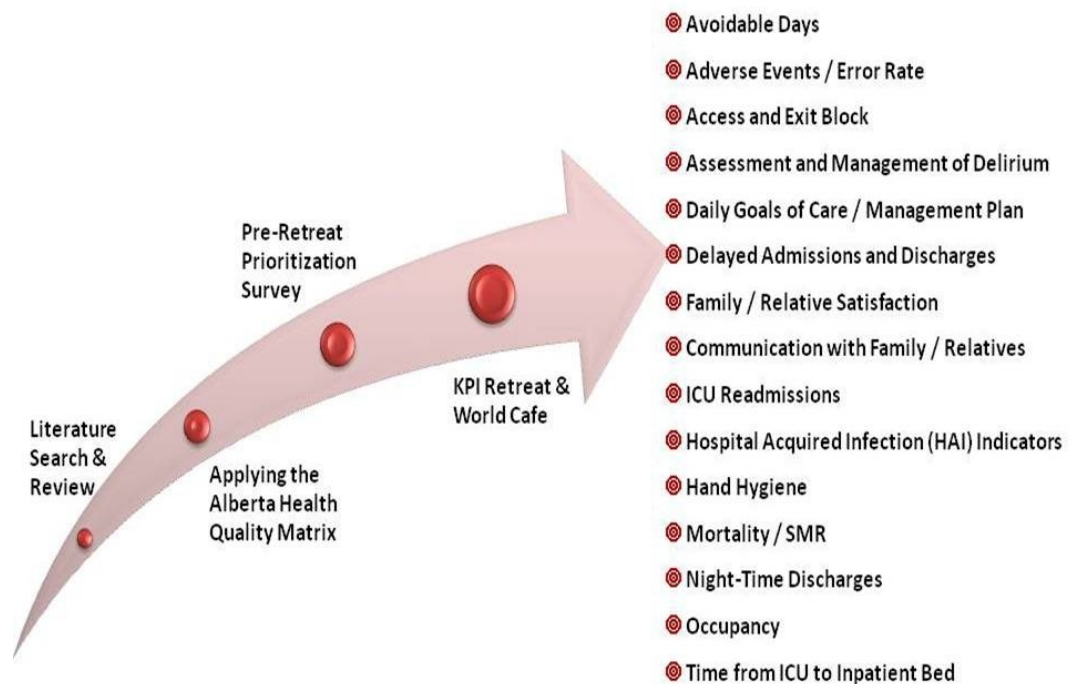 Literature
Search &
Review
Applying the
Alberta Health
Quality Matrix
Pre-Retreat
Prioritization
Survey
KPI Retreat &
World Cafe
Avoidable Days
Adverse Events / Error Rate
Access and Exit Block
Assessment and Management of Delirium
Daily Goals of Care / Management Plan
Delayed Admissions and Discharges
Family / Relative Satisfaction
Communication with Family / Relatives
ICU Readmissions
Hospital Acquired Infection (HAI) Indicators
Hand Hygiene
Mortality / SMR
Night-Time Discharges
Occupancy
Time from ICU to Inpatient Bed